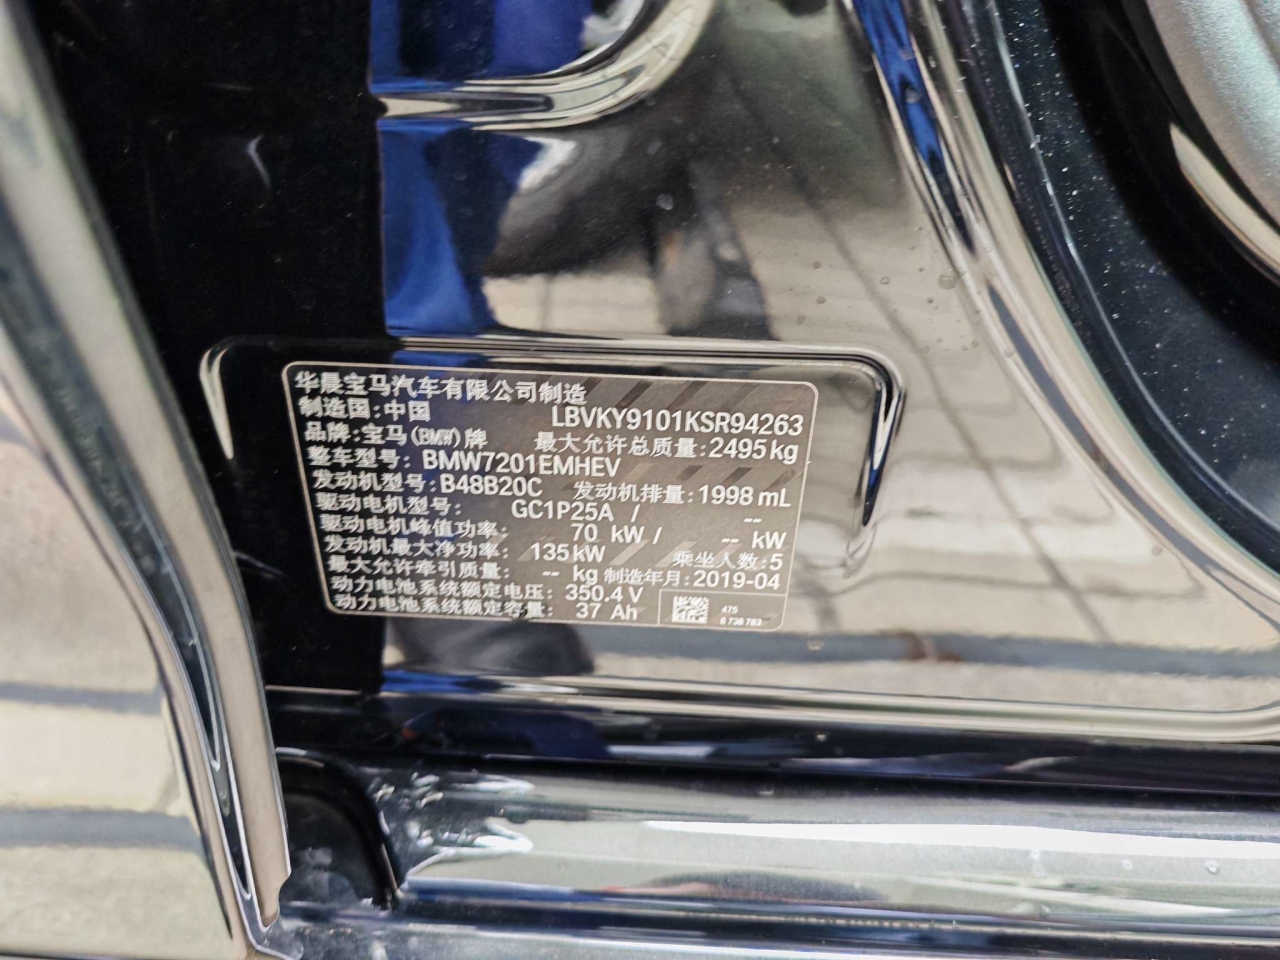 华晨宝马汽车有限公司制造
制造国:中国 LBVKY9101KSR94263
品牌:宝马(BMW)牌 最大允许总质量:2495kg
整车型号: BMW7201EMHEV
发动机型号: B48B20C 发动机排量:1998 mL
驱动电机型号: GC1P25A / --
驱动电机峰值功率: 70 kW / -- kW
发动机最大净功率: 135kW 乘坐人数:5
最大允许牵引质量: -- kg 制造年月:2019-04
动力电池系统额定电压: 350.4 V
动力电池系统额定容量: 37 Ah
475
8 738 783